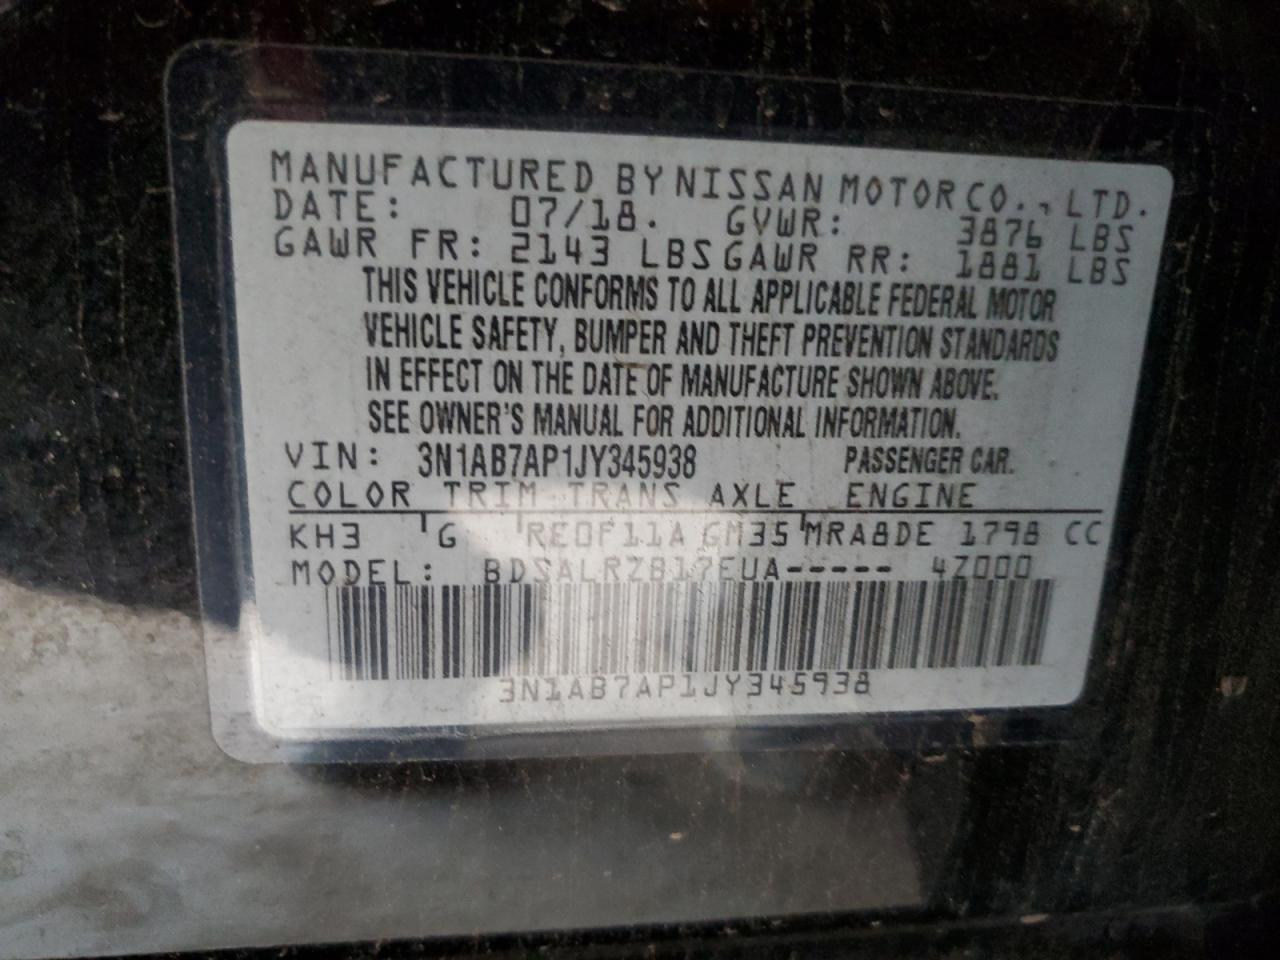 MANUFACTURED BY NISSAN MOTOR CO., LTD.
DATE: 07/18. GVWR: 3876 LBS
GAWR FR: 2143 LBS GAWR RR: 1881 LBS
THIS VEHICLE CONFORMS TO ALL APPLICABLE FEDERAL MOTOR
VEHICLE SAFETY, BUMPER AND THEFT PREVENTION STANDARDS
IN EFFECT ON THE DATE OF MANUFACTURE SHOWN ABOVE.
SEE OWNER'S MANUAL FOR ADDITIONAL INFORMATION.
VIN: 3N1AB7AP1JY345938 PASSENGER CAR.
COLOR TRIM TRANS AXLE ENGINE
KH3 G RE0F11A GM35 MRA8DE 1798 CC
MODEL: BDSALRZB17EUA----- 4Z000
3N1AB7AP1JY345938